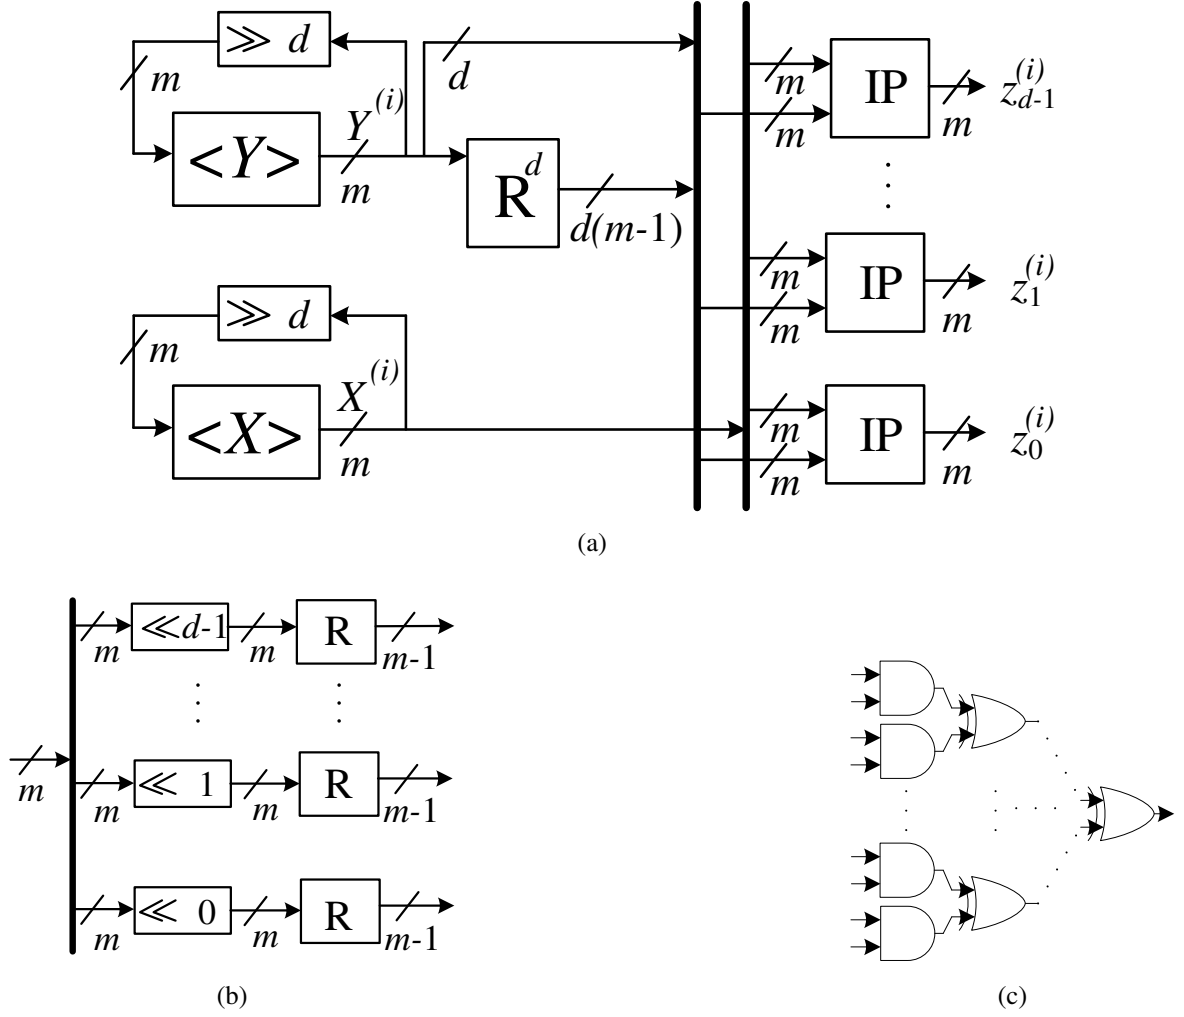 ≫ d
m
d
<Y>
Y^(i)
m
R^d
d(m-1)
≫ d
m
<X>
X^(i)
m
m
m
IP
m
z_{d-1}^{(i)}
m
m
IP
m
z_1^{(i)}
m
m
IP
m
z_0^{(i)}
(a)
m
m
≪ d-1
m
R
m-1
m
≪ 1
m
R
m-1
m
≪ 0
m
R
m-1
(b)
(c)